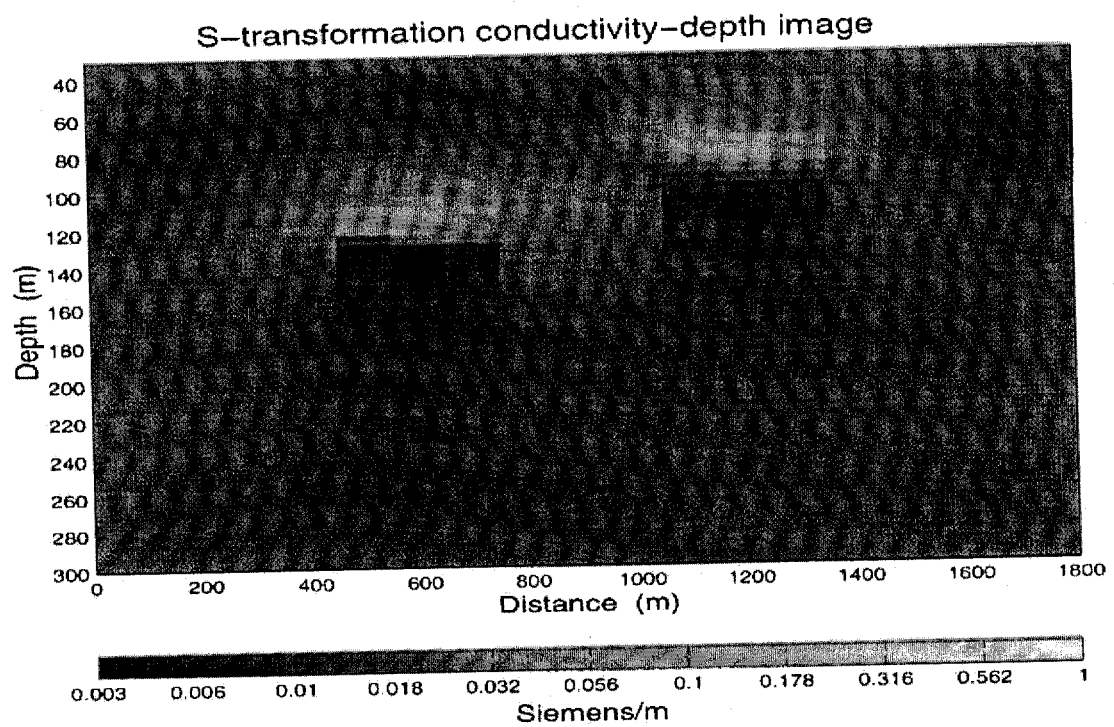 S-transformation conductivity-depth image
40
60
80
100
120
140
160
180
200
220
240
260
280
300
Depth (m)
0 200 400 600 800 1000 1200 1400 1600 1800
Distance (m)
0.003 0.006 0.01 0.018 0.032 0.056 0.1 0.178 0.316 0.562 1
Siemens/m